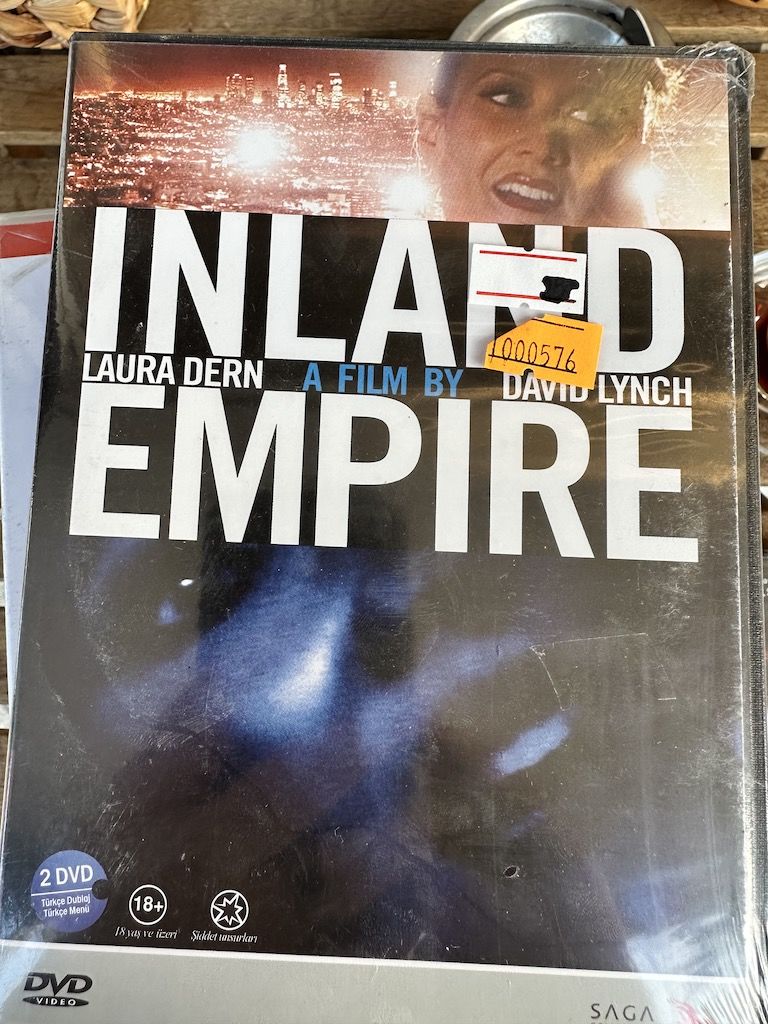 INLAND
1000576
LAURA DERN A FILM BY DAVID LYNCH
EMPIRE
2 DVD
Türkçe Dublaj
Türkçe Menü
18+
18 yaş ve üzeri
Şiddet unsurları
DVD
VIDEO
SAGA